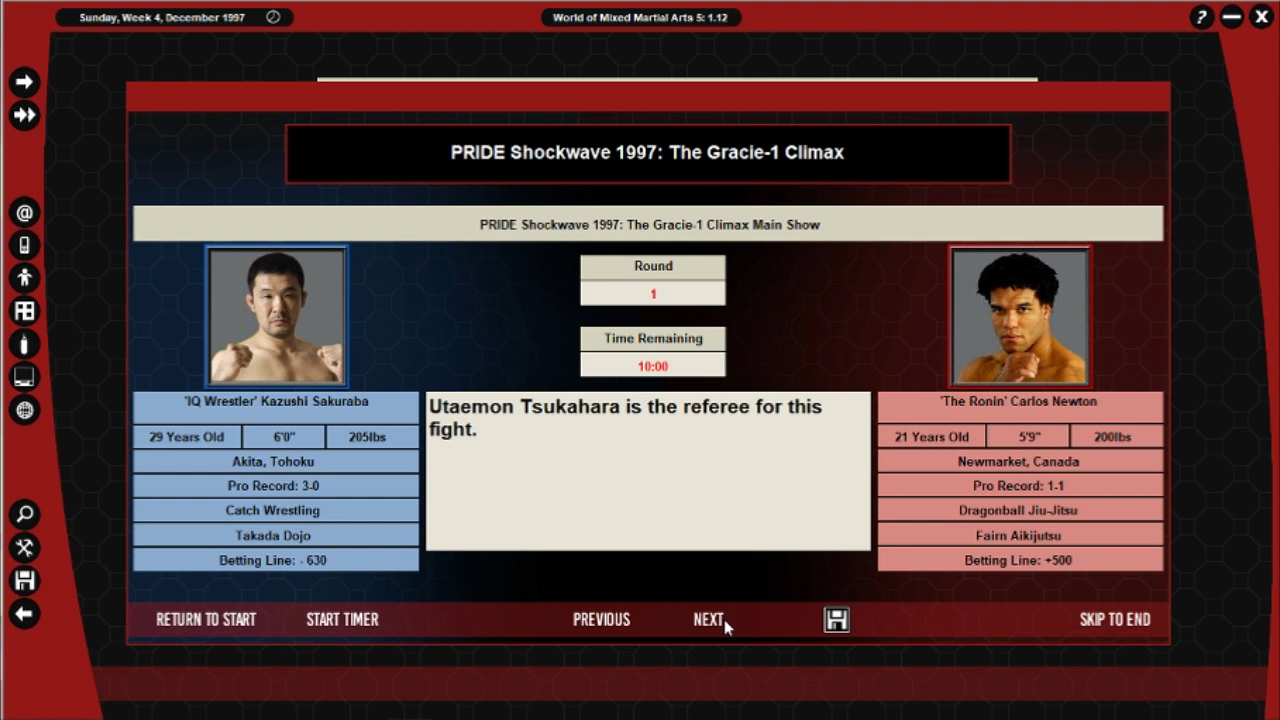 Sunday, Week 4, December 1997
World of Mixed Martial Arts 5: 1.12
?
X
@
PRIDE Shockwave 1997: The Gracie-1 Climax
PRIDE Shockwave 1997: The Gracie-1 Climax Main Show
Round
1
Time Remaining
10:00
'IQ Wrestler' Kazushi Sakuraba
29 Years Old
6'0"
205lbs
Akita, Tohoku
Pro Record: 3-0
Catch Wrestling
Takada Dojo
Betting Line: - 630
Utaemon Tsukahara is the referee for this
fight.
'The Ronin' Carlos Newton
21 Years Old
5'9"
200lbs
Newmarket, Canada
Pro Record: 1-1
Dragonball Jiu-Jitsu
Fairn Aikijutsu
Betting Line: +500
RETURN TO START
START TIMER
PREVIOUS
NEXT
SKIP TO END